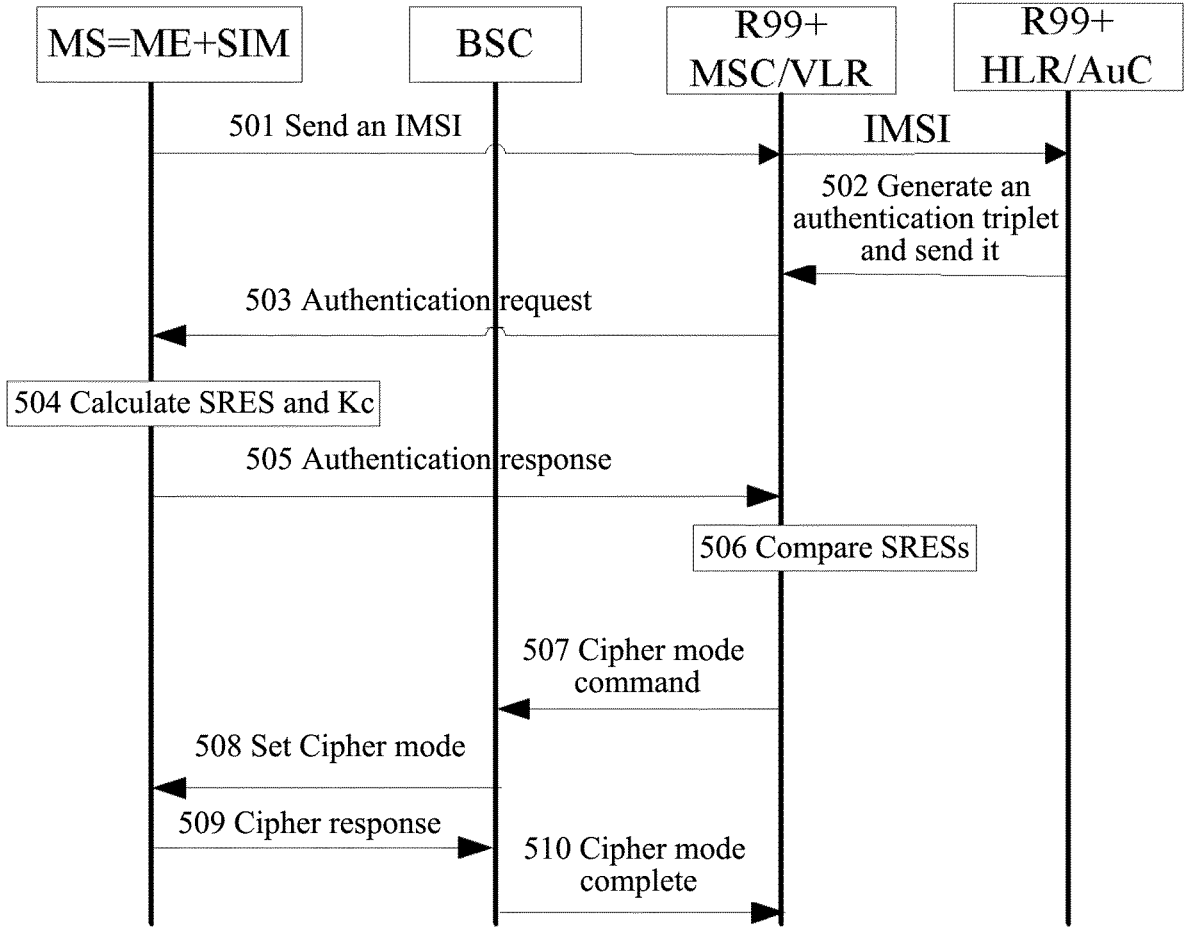 MS=ME+SIM
BSC
R99+
MSC/VLR
R99+
HLR/AuC
501 Send an IMSI
IMSI
502 Generate an
authentication triplet
and send it
503 Authentication request
504 Calculate SRES and Kc
505 Authentication response
506 Compare SRESs
507 Cipher mode
command
508 Set Cipher mode
509 Cipher response
510 Cipher mode
complete